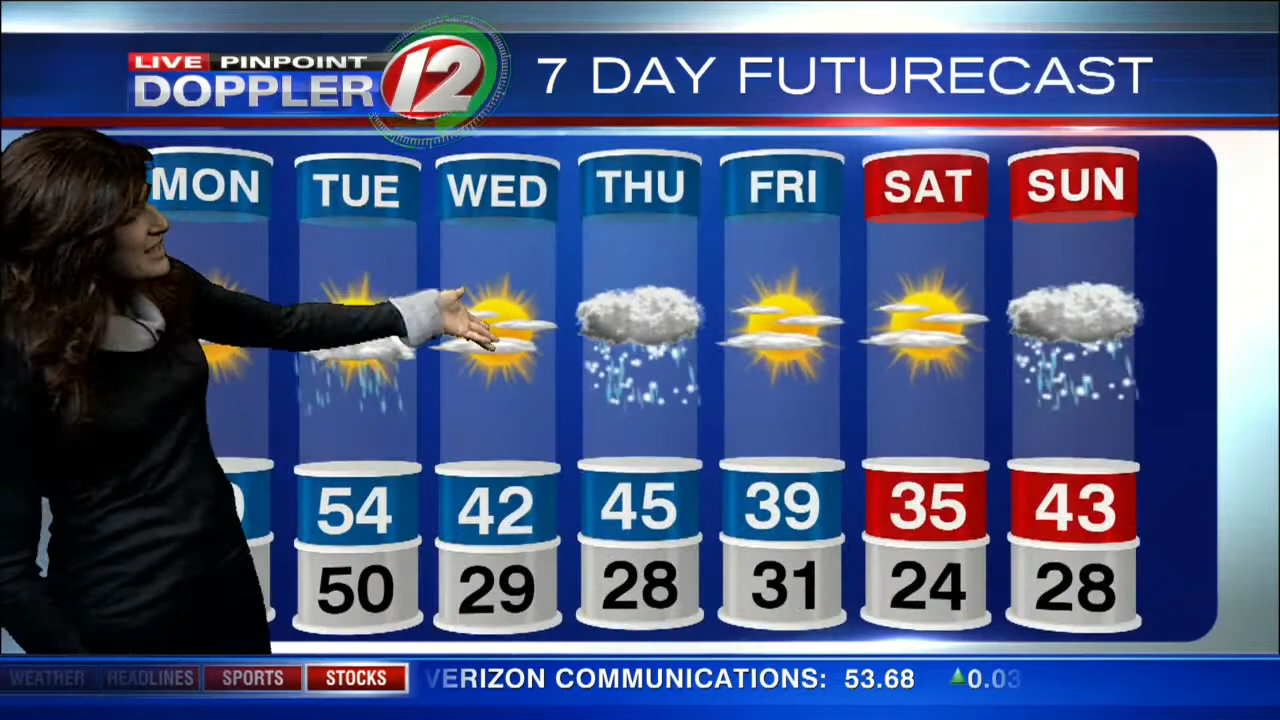 LIVE PINPOINT
DOPPLER 12
7 DAY FUTURECAST
MON TUE WED THU FRI SAT SUN
54 42 45 39 35 43
50 29 28 31 24 28
WEATHER HEADLINES SPORTS STOCKS VERIZON COMMUNICATIONS: 53.68 0.03